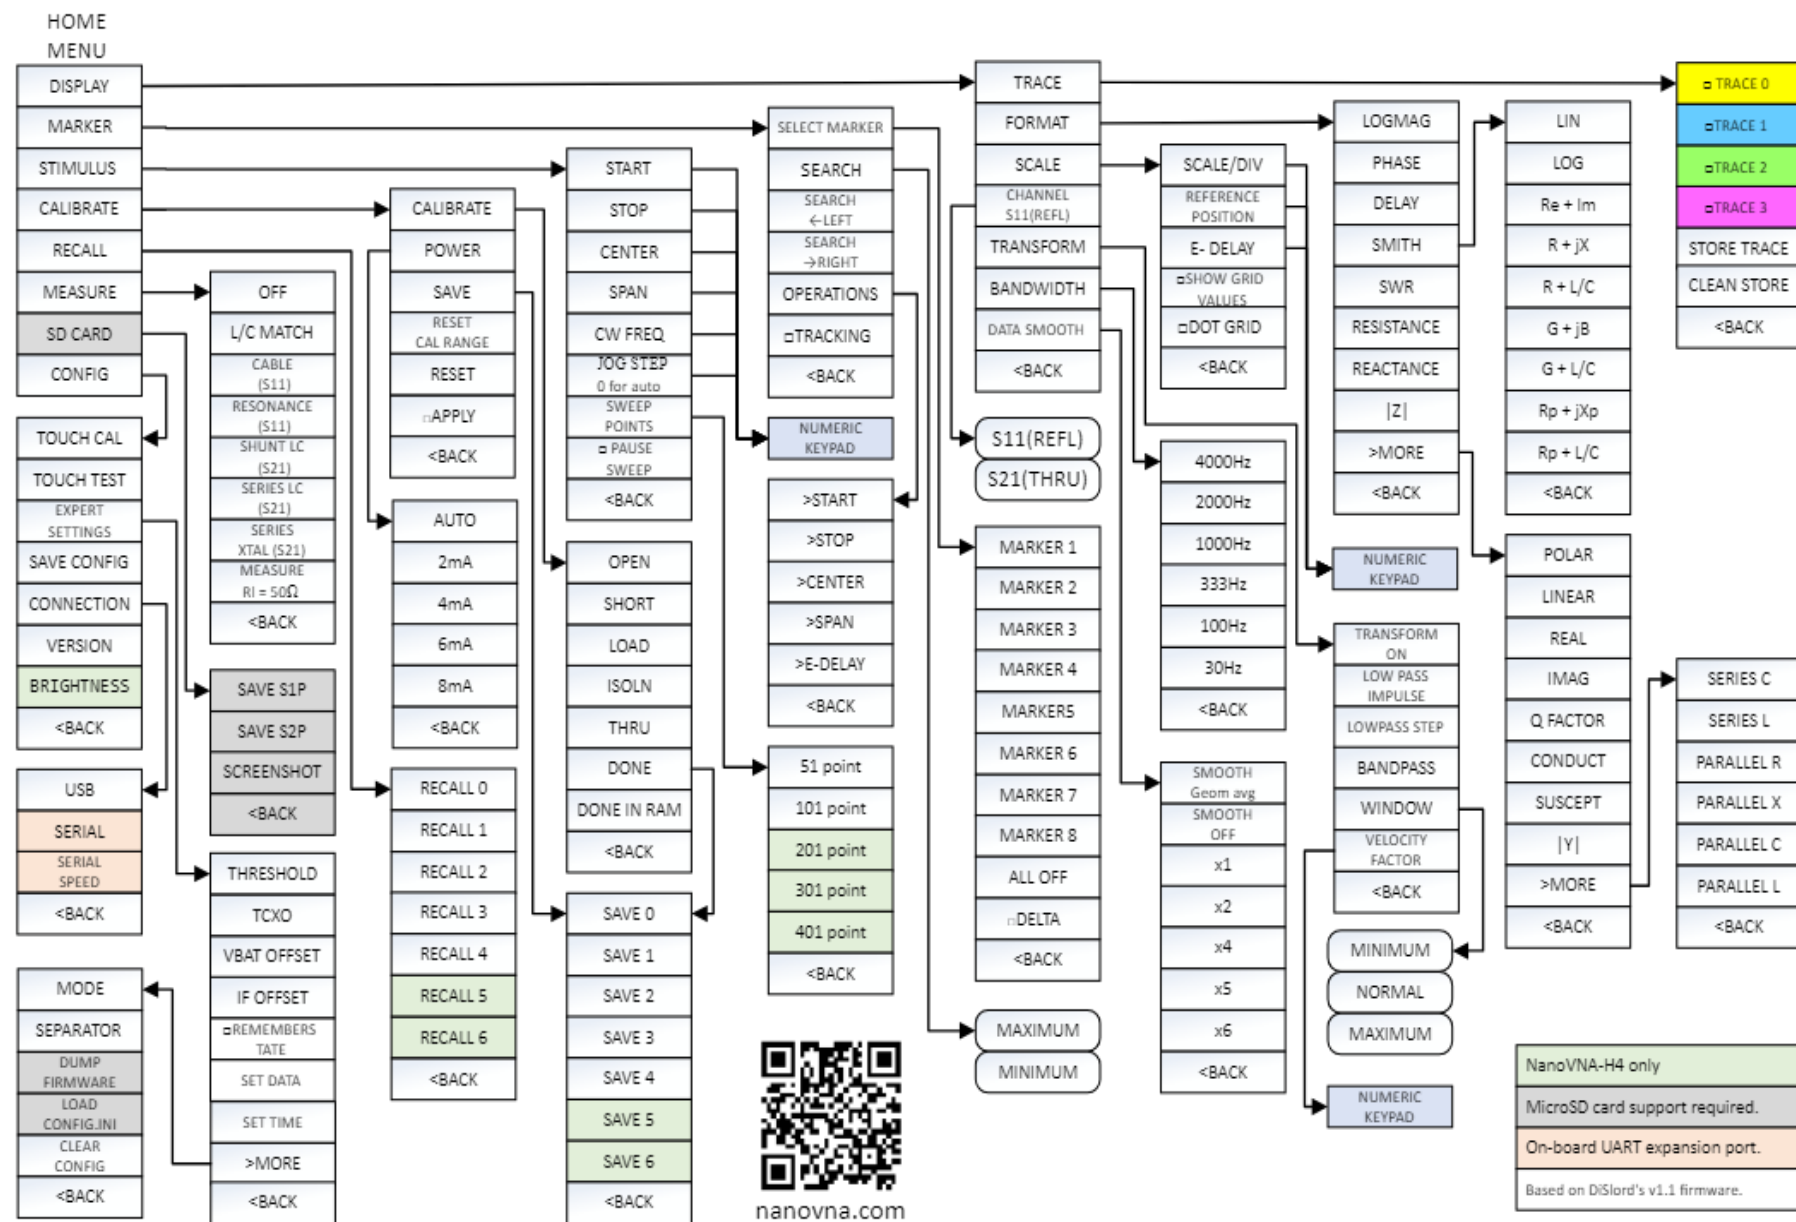 HOME
MENU
DISPLAY
MARKER
STIMULUS
CALIBRATE
RECALL
MEASURE
SD CARD
CONFIG
TOUCH CAL
TOUCH TEST
EXPERT
SETTINGS
SAVE CONFIG
CONNECTION
VERSION
BRIGHTNESS
<BACK
USB
SERIAL
SERIAL
SPEED
<BACK
MODE
SEPARATOR
DUMP
FIRMWARE
LOAD
CONFIG.INI
CLEAR
CONFIG
<BACK
OFF
L/C MATCH
CABLE
(S11)
RESONANCE
(S11)
SHUNT LC
(S21)
SERIES LC
(S21)
SERIES
XTAL (S21)
MEASURE
RI = 50Ω
<BACK
SAVE S1P
SAVE S2P
SCREENSHOT
<BACK
THRESHOLD
TCXO
VBAT OFFSET
IF OFFSET
□REMEMBERS
TATE
SET DATA
SET TIME
>MORE
<BACK
CALIBRATE
POWER
SAVE
RESET
CAL RANGE
RESET
□APPLY
<BACK
AUTO
2mA
4mA
6mA
8mA
<BACK
RECALL 0
RECALL 1
RECALL 2
RECALL 3
RECALL 4
RECALL 5
RECALL 6
<BACK
START
STOP
CENTER
SPAN
CW FREQ
JOG STEP
0 for auto
SWEEP
POINTS
□ PAUSE
SWEEP
<BACK
OPEN
SHORT
LOAD
ISOLN
THRU
DONE
DONE IN RAM
<BACK
SAVE 0
SAVE 1
SAVE 2
SAVE 3
SAVE 4
SAVE 5
SAVE 6
<BACK
SELECT MARKER
SEARCH
SEARCH
←LEFT
SEARCH
→RIGHT
OPERATIONS
□TRACKING
<BACK
NUMERIC
KEYPAD
>START
>STOP
>CENTER
>SPAN
>E-DELAY
<BACK
51 point
101 point
201 point
301 point
401 point
<BACK
nanovna.com
TRACE
FORMAT
SCALE
CHANNEL
S11(REFL)
TRANSFORM
BANDWIDTH
DATA SMOOTH
<BACK
S11(REFL)
S21(THRU)
MARKER 1
MARKER 2
MARKER 3
MARKER 4
MARKER5
MARKER 6
MARKER 7
MARKER 8
ALL OFF
□DELTA
<BACK
MAXIMUM
MINIMUM
SCALE/DIV
REFERENCE
POSITION
E- DELAY
□SHOW GRID
VALUES
□DOT GRID
<BACK
4000Hz
2000Hz
1000Hz
333Hz
100Hz
30Hz
<BACK
SMOOTH
Geom avg
SMOOTH
OFF
x1
x2
x4
x5
x6
<BACK
LOGMAG
PHASE
DELAY
SMITH
SWR
RESISTANCE
REACTANCE
|Z|
>MORE
<BACK
NUMERIC
KEYPAD
TRANSFORM
ON
LOW PASS
IMPULSE
LOWPASS STEP
BANDPASS
WINDOW
VELOCITY
FACTOR
<BACK
MINIMUM
NORMAL
MAXIMUM
NUMERIC
KEYPAD
LIN
LOG
Re + Im
R + jX
R + L/C
G + jB
G + L/C
Rp + jXp
Rp + L/C
<BACK
POLAR
LINEAR
REAL
IMAG
Q FACTOR
CONDUCT
SUSCEPT
|Y|
>MORE
<BACK
□ TRACE 0
□TRACE 1
□TRACE 2
□TRACE 3
STORE TRACE
CLEAN STORE
<BACK
SERIES C
SERIES L
PARALLEL R
PARALLEL X
PARALLEL C
PARALLEL L
<BACK
NanoVNA-H4 only
MicroSD card support required.
On-board UART expansion port.
Based on DiSlord's v1.1 firmware.